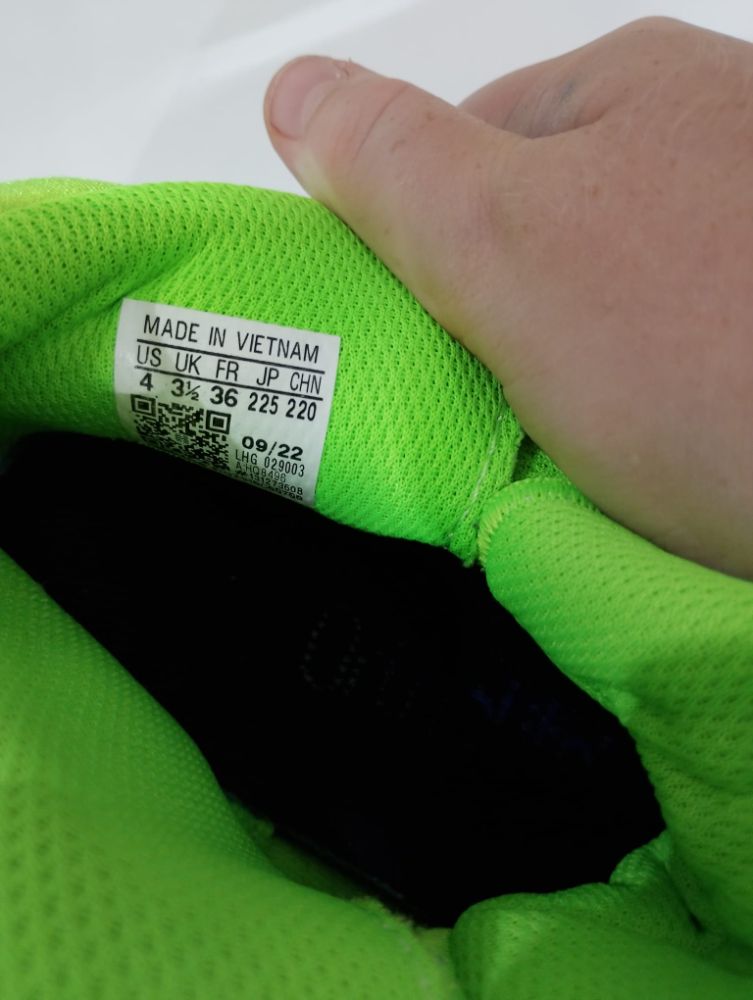 MADE IN VIETNAM
US UK FR JP CHN
4 3½ 36 225 220
09/22
LHG 029003